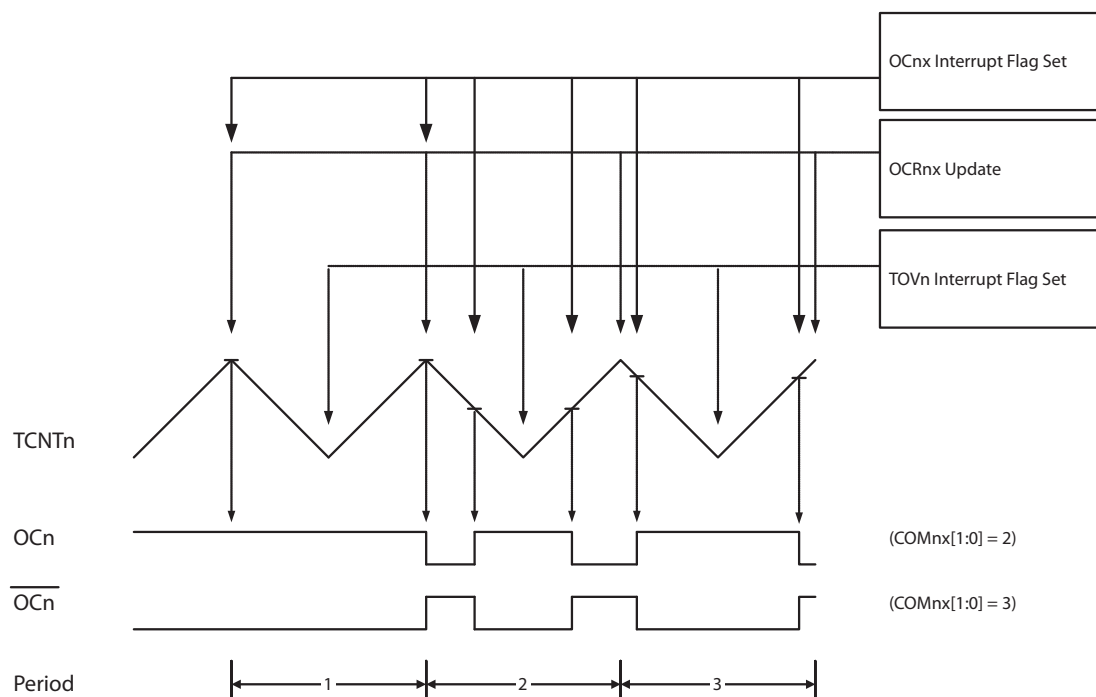 OCnx Interrupt Flag Set
OCRnx Update
TOVn Interrupt Flag Set
TCNTn
OCn
(COMnx[1:0] = 2)
OCn
(COMnx[1:0] = 3)
Period
1
2
3